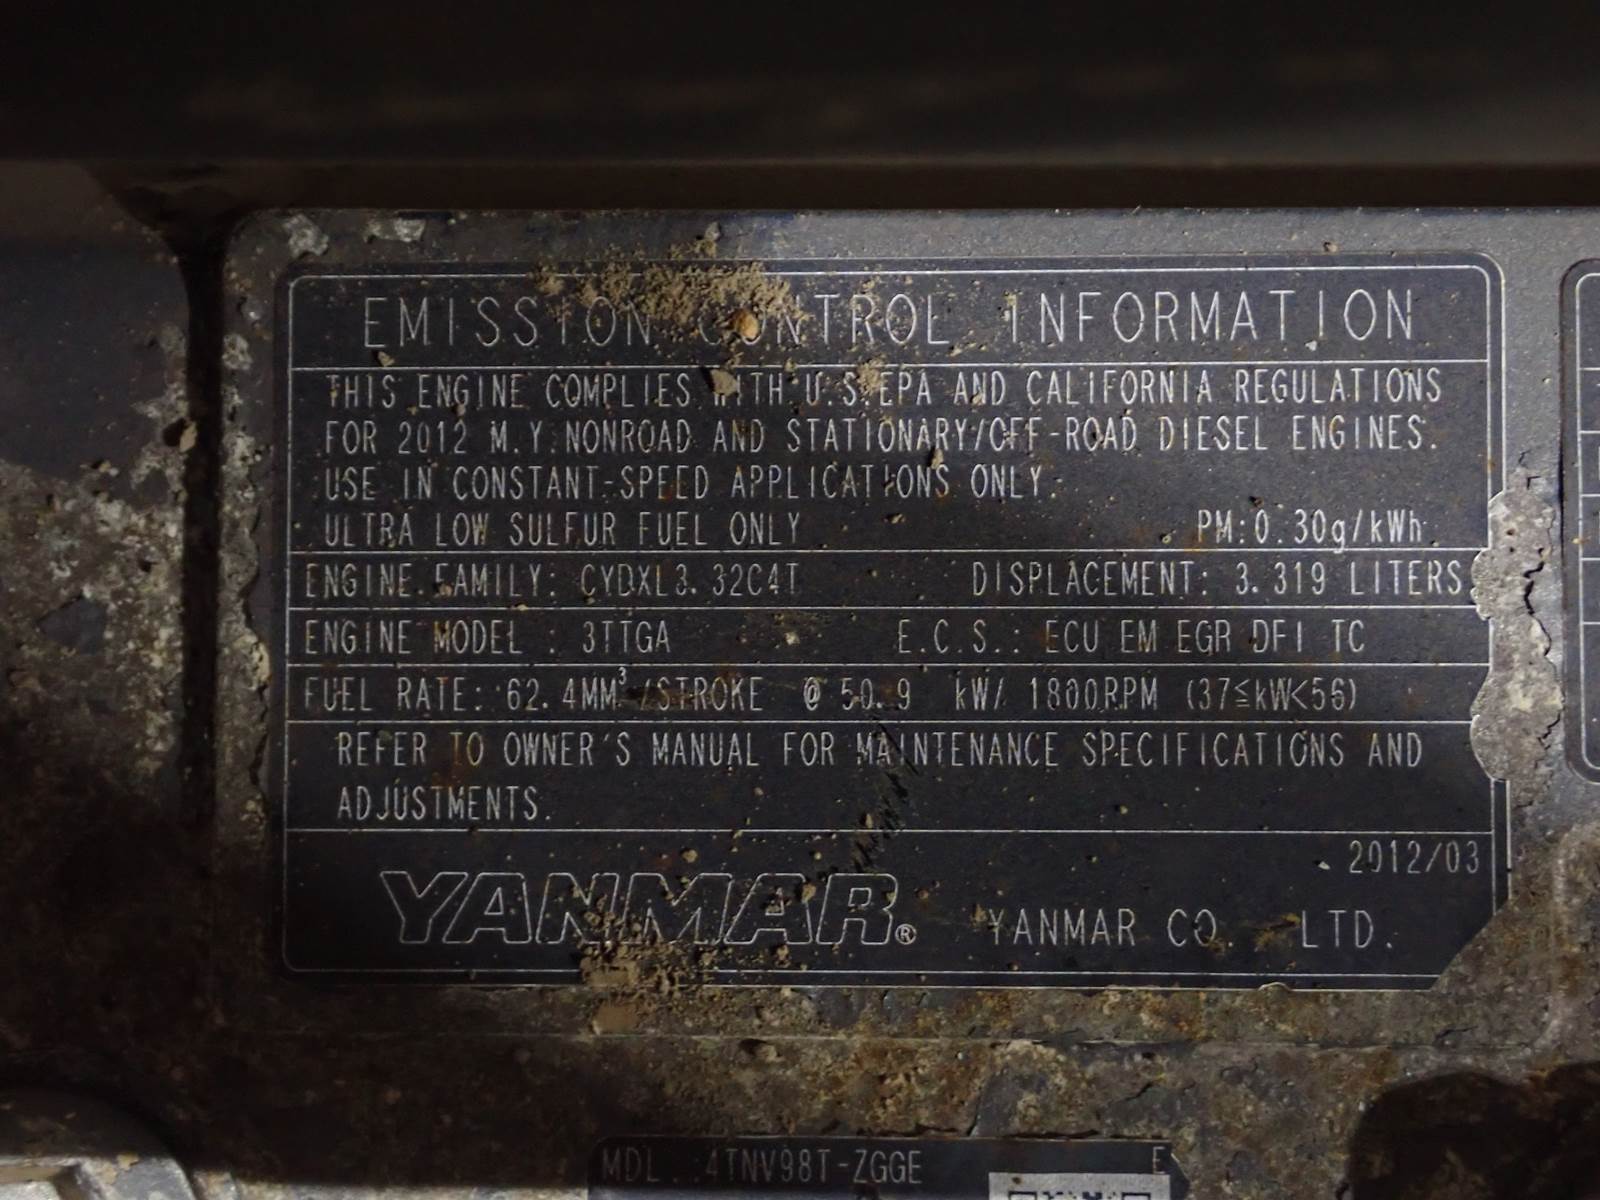 EMISSION CONTROL INFORMATION
THIS ENGINE COMPLIES WITH U.S.EPA AND CALIFORNIA REGULATIONS
FOR 2012 M.Y.NONROAD AND STATIONARY/OFF-ROAD DIESEL ENGINES.
USE IN CONSTANT-SPEED APPLICATIONS ONLY.
ULTRA LOW SULFUR FUEL ONLY PM:0.30g/kWh
ENGINE FAMILY: CYDXL3.32C4T DISPLACEMENT: 3.319 LITERS
ENGINE MODEL : 3TTGA E.C.S.: ECU EM EGR DFI TC
FUEL RATE: 62.4MM³/STROKE @ 50.9 kW/ 1800RPM (37≦kW<56)
REFER TO OWNER'S MANUAL FOR MAINTENANCE SPECIFICATIONS AND
ADJUSTMENTS.
2012/03
YANMAR® YANMAR CO., LTD.
MDL.:4TNV98T-ZGGE E